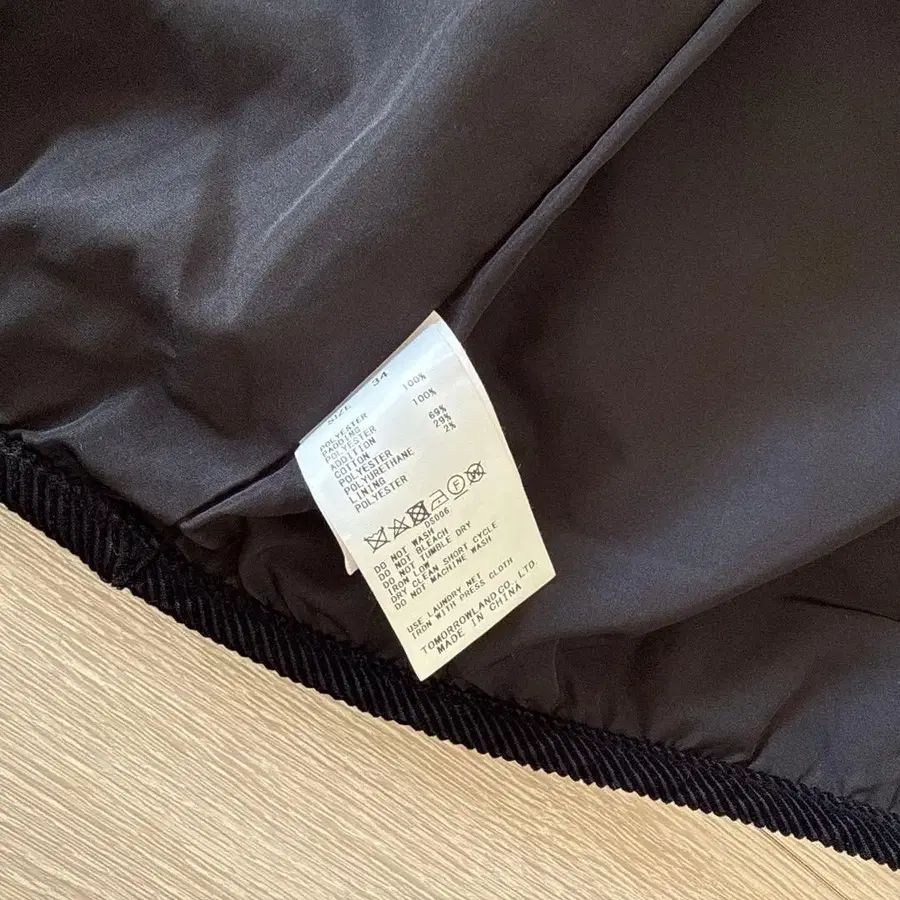 SIZE 34
POLYESTER 100%
PADDING
POLYESTER 100%
ADDITION
COTTON 69%
POLYESTER 29%
POLYURETHANE 2%
LINING
POLYESTER
DS006
DO NOT WASH
DO NOT BLEACH
DO NOT TUMBLE DRY
IRON LOW
DRY CLEAN SHORT CYCLE
DO NOT MACHINE WASH
USE LAUNDRY NET
IRON WITH PRESS CLOTH
TOMORROWLAND CO., LTD.
MADE IN CHINA